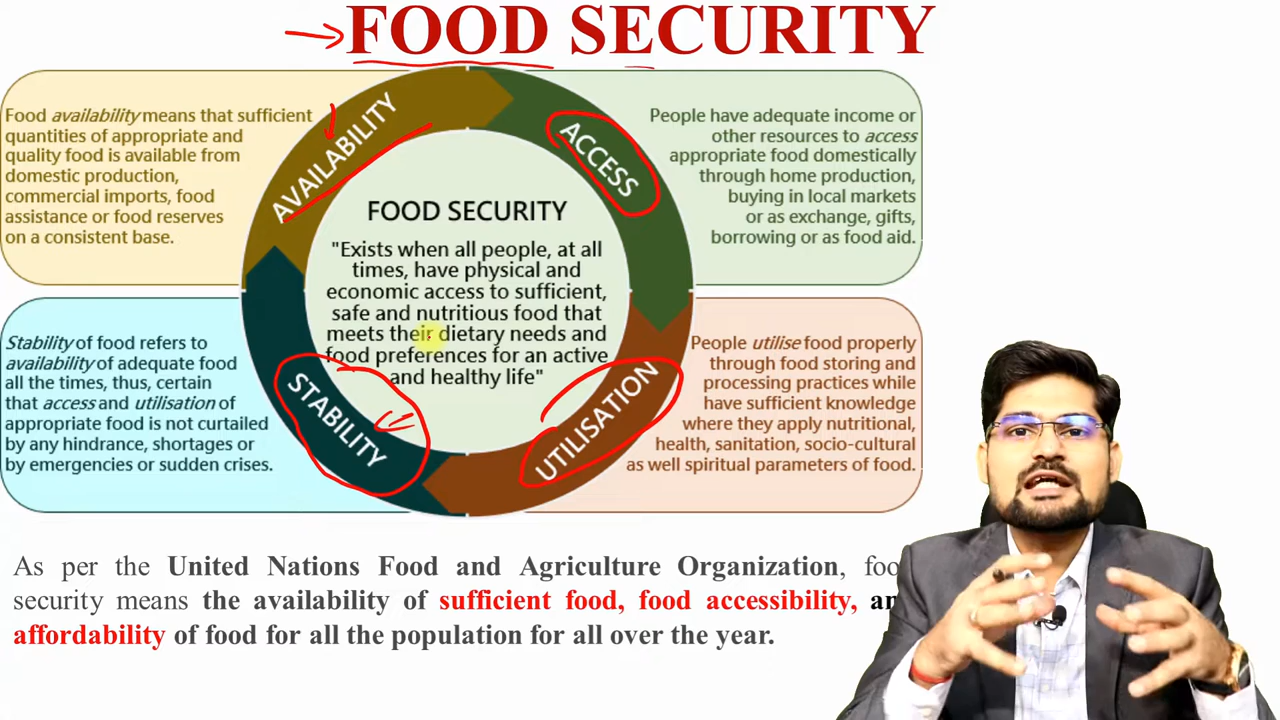 FOOD SECURITY
Food availability means that sufficient
quantities of appropriate and
quality food is available from
domestic production,
commercial imports, food
assistance or food reserves
on a consistent base.
AVAILABILITY
ACCESS
People have adequate income or
other resources to access
appropriate food domestically
through home production,
buying in local markets
or as exchange, gifts,
borrowing or as food aid.
FOOD SECURITY
"Exists when all people, at all
times, have physical and
economic access to sufficient,
safe and nutritious food that
meets their dietary needs and
food preferences for an active
and healthy life"
Stability of food refers to
availability of adequate food
all the times, thus, certain
that access and utilisation of
appropriate food is not curtailed
by any hindrance, shortages or
by emergencies or sudden crises.
STABILITY
UTILISATION
People utilise food properly
through food storing and
processing practices while
have sufficient knowledge
where they apply nutritional,
health, sanitation, socio-cultural
as well spiritual parameters of food.
As per the United Nations Food and Agriculture Organization,
security means the availability of sufficient food, food accessibility,
affordability of food for all the population for all over the year.